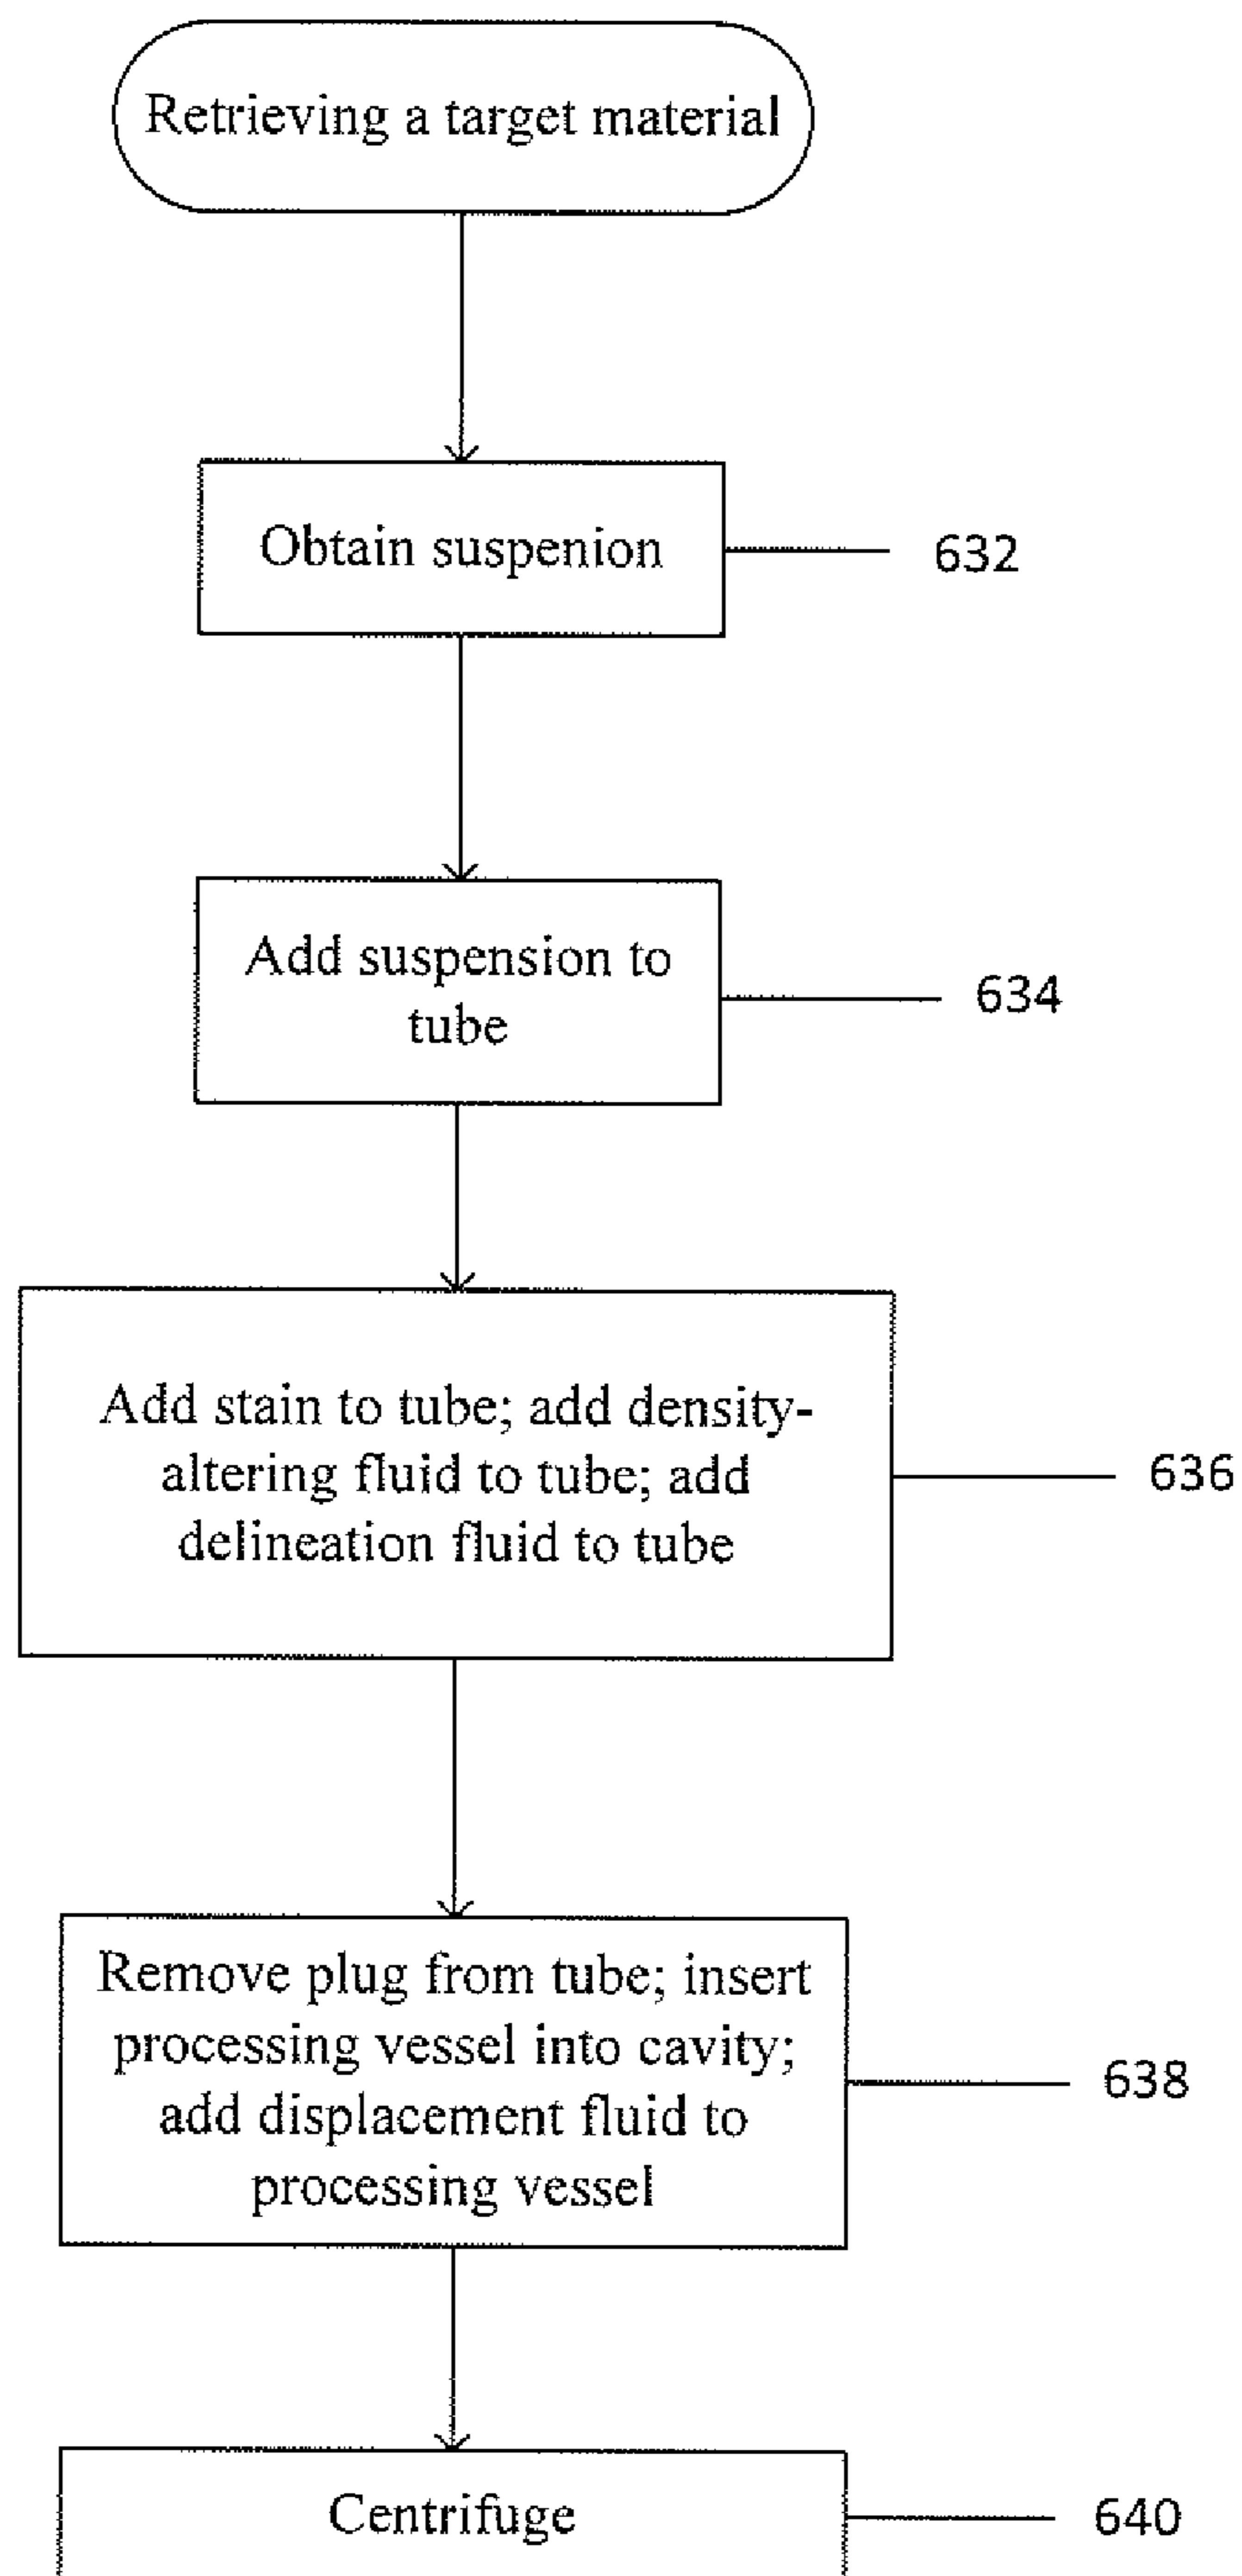 Retrieving a target material
Obtain suspenion
632
Add suspension to
tube
634
Add stain to tube; add density-
altering fluid to tube; add
delineation fluid to tube
636
Remove plug from tube; insert
processing vessel into cavity;
add displacement fluid to
processing vessel
638
Centrifuge
640